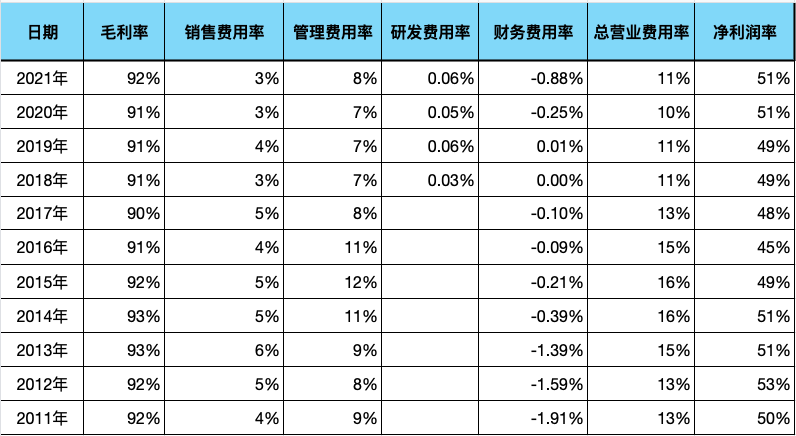 日期 毛利率 销售费用率 管理费用率 研发费用率 财务费用率 总营业费用率 净利润率
2021年 92% 3% 8% 0.06% -0.88% 11% 51%
2020年 91% 3% 7% 0.05% -0.25% 10% 51%
2019年 91% 4% 7% 0.06% 0.01% 11% 49%
2018年 91% 3% 7% 0.03% 0.00% 11% 49%
2017年 90% 5% 8% -0.10% 13% 48%
2016年 91% 4% 11% -0.09% 15% 45%
2015年 92% 5% 12% -0.21% 16% 49%
2014年 93% 5% 11% -0.39% 16% 51%
2013年 93% 6% 9% -1.39% 15% 51%
2012年 92% 5% 8% -1.59% 13% 53%
2011年 92% 4% 9% -1.91% 13% 50%